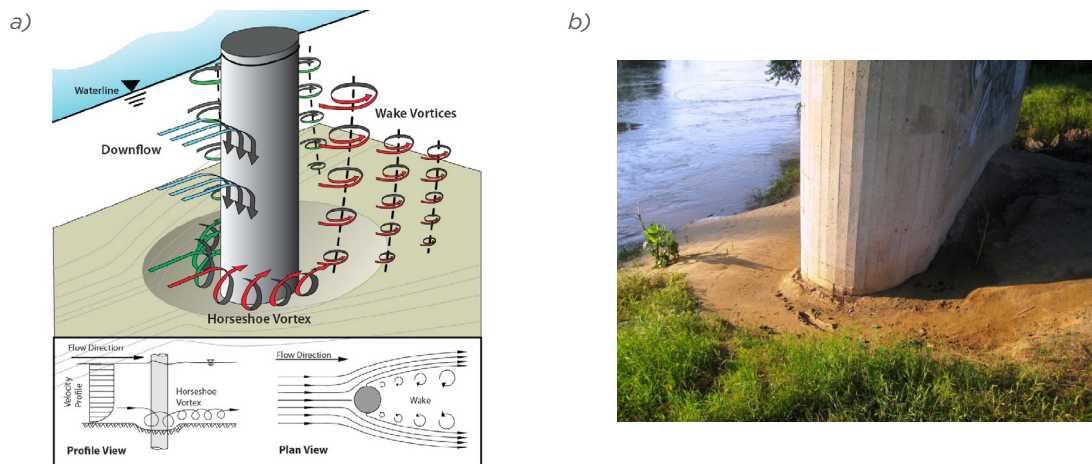 a)
b)
Waterline
Downflow
Wake Vortices
Horseshoe Vortex
Flow Direction
Velocity
Profile
Horseshoe
Vortex
Profile View
Flow Direction
Wake
Plan View